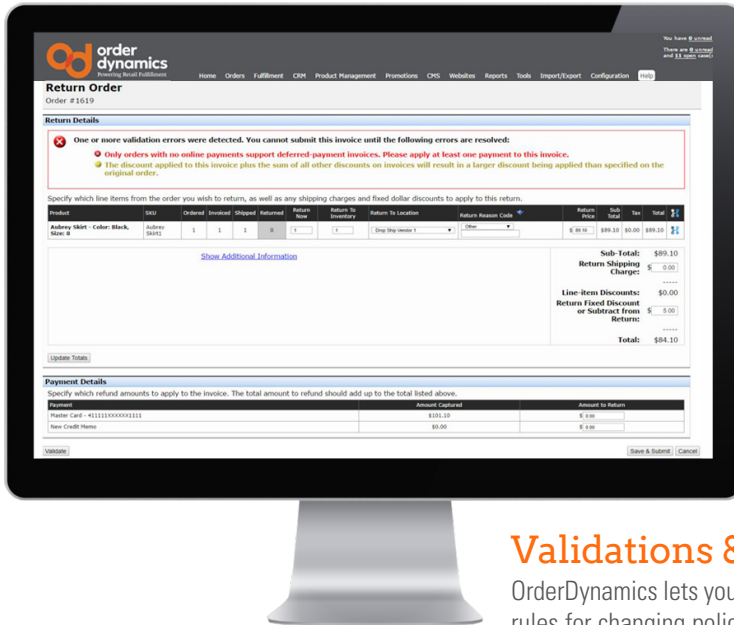 You have 0 unread
There are 0 unread
and 11 open case(s
order
dynamics
Powering Retail Fulfillment
Home Orders Fulfillment CRM Product Management Promotions CMS Websites Reports Tools Import/Export Configuration Help
Return Order
Order #1619
Return Details
One or more validation errors were detected. You cannot submit this invoice until the following errors are resolved:
Only orders with no online payments support deferred-payment invoices. Please apply at least one payment to this invoice.
The discount applied to this invoice plus the sum of all other discounts on invoices will result in a larger discount being applied than specified on the
original order.
Specify which line items from the order you wish to return, as well as any shipping charges and fixed dollar discounts to apply to this return.
Product SKU Ordered Invoiced Shipped Returned Return Now Return To Inventory Return To Location Return Reason Code Return Price Sub Total Tax Total
Aubrey Skirt - Color: Black, Size: 8 Aubrey Skirt1 1 1 1 0 1 1 Drop Ship Vendor 1 Other $ 89.10 $89.10 $0.00 $89.10
Show Additional Information
Sub-Total: $89.10
Return Shipping
Charge: $ 0.00
-----
Line-item Discounts: $0.00
Return Fixed Discount
or Subtract from $ 5.00
Return:
-----
Total: $84.10
Update Totals
Payment Details
Specify which refund amounts to apply to the invoice. The total amount to refund should add up to the total listed above.
Payment Amount Captured Amount to Return
Master Card - 411111XXXXXX1111 $101.10 $ 0.00
New Credit Memo $0.00 $ 0.00
Validate Save & Submit Cancel
Validations &
OrderDynamics lets you
rules for changing polic